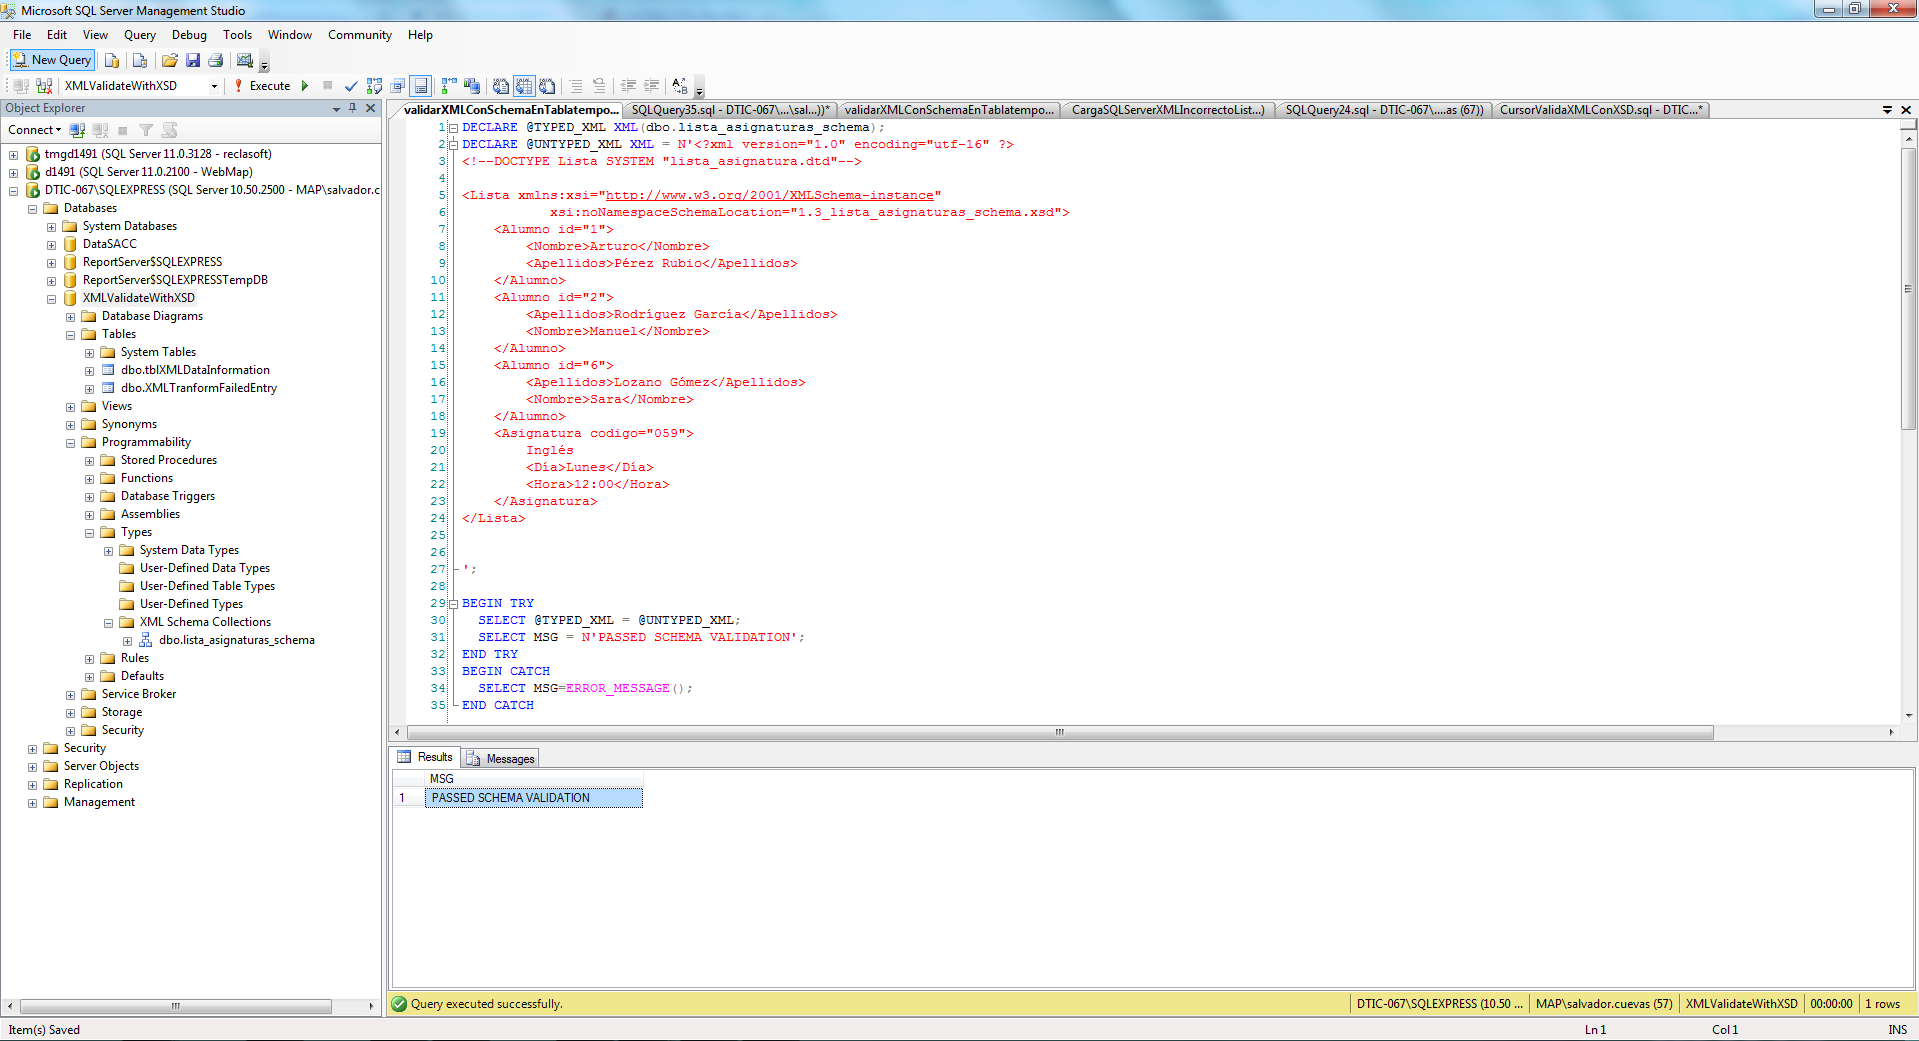 Microsoft SQL Server Management Studio
File Edit View Query Debug Tools Window Community Help
New Query
XMLValidateWithXSD Execute
Object Explorer
Connect
tmgd1491 (SQL Server 11.0.3128 - reclasoft)
d1491 (SQL Server 11.0.2100 - WebMap)
DTIC-067\SQLEXPRESS (SQL Server 10.50.2500 - MAP\salvador.c
Databases
System Databases
DataSACC
ReportServer$SQLEXPRESS
ReportServer$SQLEXPRESSTempDB
XMLValidateWithXSD
Database Diagrams
Tables
System Tables
dbo.tblXMLDataInformation
dbo.XMLTranformFailedEntry
Views
Synonyms
Programmability
Stored Procedures
Functions
Database Triggers
Assemblies
Types
System Data Types
User-Defined Data Types
User-Defined Table Types
User-Defined Types
XML Schema Collections
dbo.lista_asignaturas_schema
Rules
Defaults
Service Broker
Storage
Security
Security
Server Objects
Replication
Management
validarXMLConSchemaEnTablatempo... SQLQuery35.sql - DTIC-067\...\sal...))* validarXMLConSchemaEnTablatempo... CargaSQLServerXMLIncorrectoList...) SQLQuery24.sql - DTIC-067\....as (67)) CursorValidaXMLConXSD.sql - DTIC...*
1 DECLARE @TYPED_XML XML(dbo.lista_asignaturas_schema);
2 DECLARE @UNTYPED_XML XML = N'<?xml version="1.0" encoding="utf-16" ?>
3 <!--DOCTYPE Lista SYSTEM "lista_asignatura.dtd"-->
4
5 <Lista xmlns:xsi="http://www.w3.org/2001/XMLSchema-instance"
6 xsi:noNamespaceSchemaLocation="1.3_lista_asignaturas_schema.xsd">
7 <Alumno id="1">
8 <Nombre>Arturo</Nombre>
9 <Apellidos>Pérez Rubio</Apellidos>
10 </Alumno>
11 <Alumno id="2">
12 <Apellidos>Rodríguez García</Apellidos>
13 <Nombre>Manuel</Nombre>
14 </Alumno>
15 <Alumno id="6">
16 <Apellidos>Lozano Gómez</Apellidos>
17 <Nombre>Sara</Nombre>
18 </Alumno>
19 <Asignatura codigo="059">
20 Inglés
21 <Día>Lunes</Día>
22 <Hora>12:00</Hora>
23 </Asignatura>
24 </Lista>
25
26
27 ';
28
29 BEGIN TRY
30 SELECT @TYPED_XML = @UNTYPED_XML;
31 SELECT MSG = N'PASSED SCHEMA VALIDATION';
32 END TRY
33 BEGIN CATCH
34 SELECT MSG=ERROR_MESSAGE();
35 END CATCH
Results Messages
MSG
1 PASSED SCHEMA VALIDATION
Query executed successfully. DTIC-067\SQLEXPRESS (10.50 ... MAP\salvador.cuevas (57) XMLValidateWithXSD 00:00:00 1 rows
Item(s) Saved Ln 1 Col 1 INS